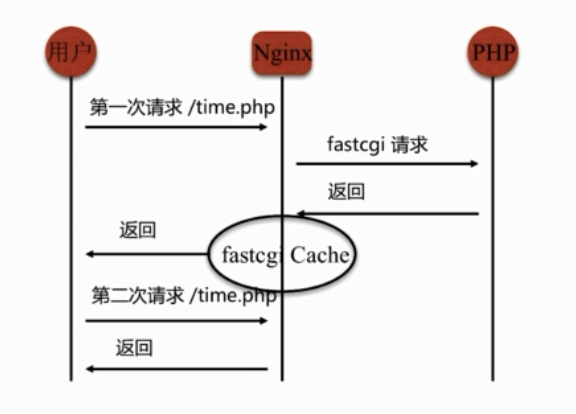 用户
Nginx
PHP
第一次请求 /time.php
fastcgi 请求
返回
返回
fastcgi Cache
第二次请求 /time.php
返回